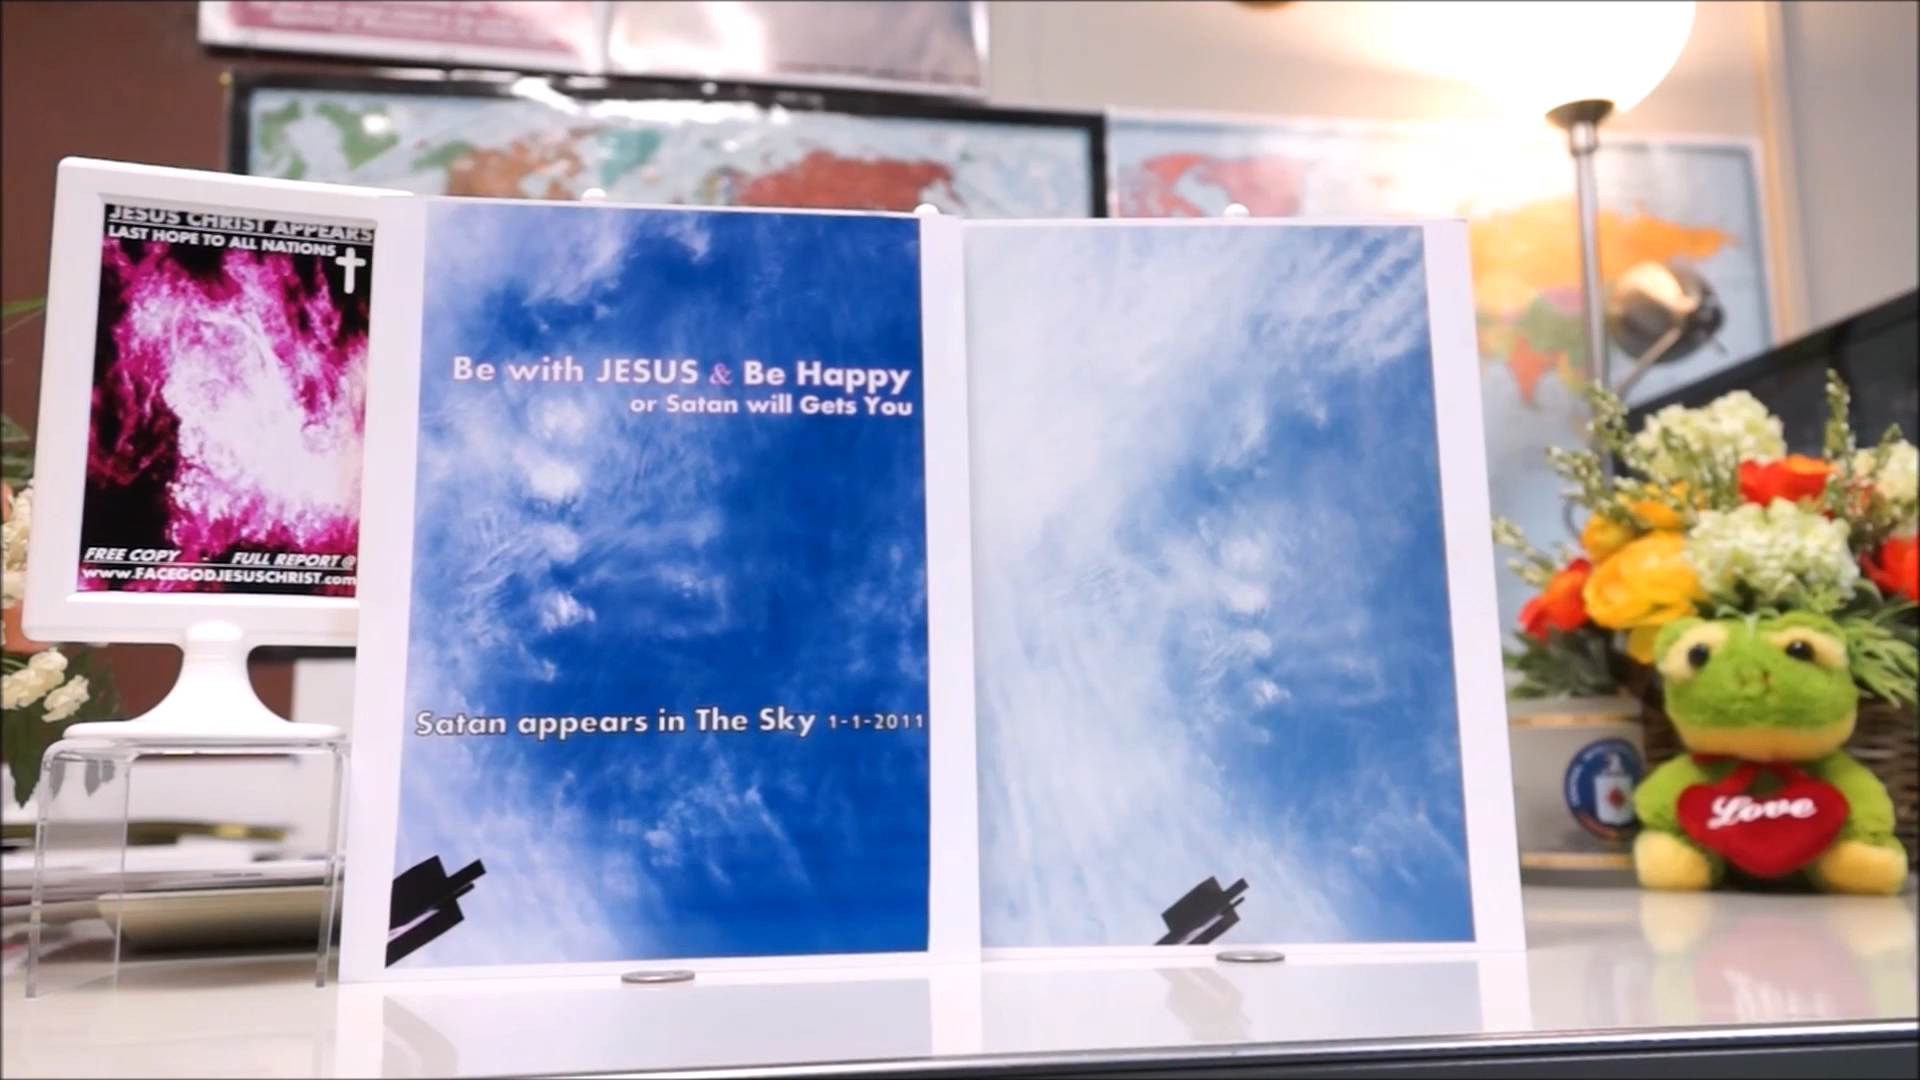 JESUS CHRIST APPEARS
LAST HOPE TO ALL NATIONS
FREE COPY - FULL REPORT @
www.FACEGODJESUSCHRIST.com
Be with JESUS & Be Happy
or Satan will Gets You
Satan appears in The Sky 1-1-2011
Love